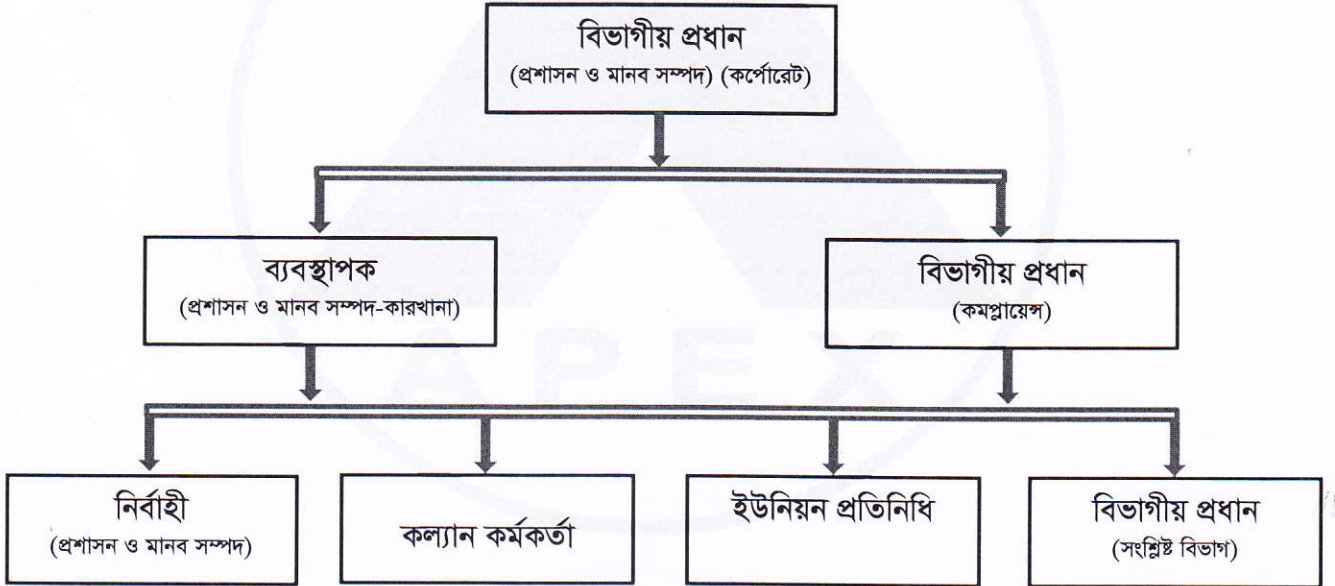 বিভাগীয় প্রধান
(প্রশাসন ও মানব সম্পদ) (কর্পোরেট)
ব্যবস্থাপক
(প্রশাসন ও মানব সম্পদ-কারখানা)
বিভাগীয় প্রধান
(কমপ্লায়েন্স)
APEX
নির্বাহী
(প্রশাসন ও মানব সম্পদ)
কল্যান কর্মকর্তা
ইউনিয়ন প্রতিনিধি
বিভাগীয় প্রধান
(সংশ্লিষ্ট বিভাগ)